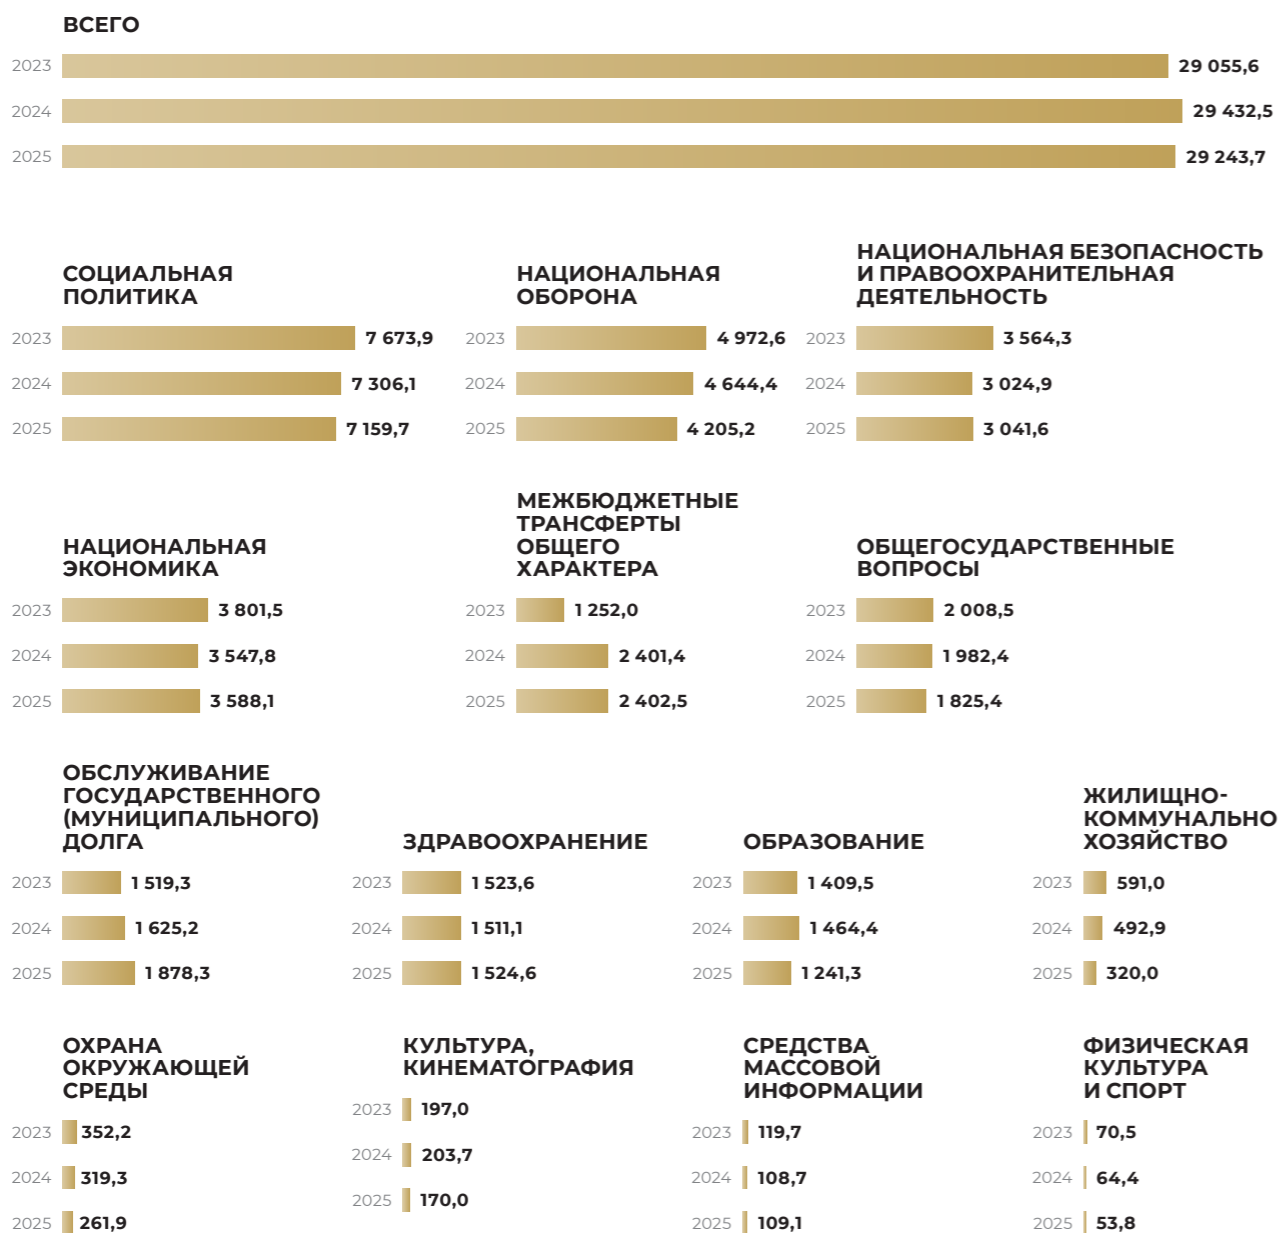 ВСЕГО
2023 29 055,6
2024 29 432,5
2025 29 243,7
СОЦИАЛЬНАЯ
ПОЛИТИКА
2023 7 673,9
2024 7 306,1
2025 7 159,7
НАЦИОНАЛЬНАЯ
ОБОРОНА
2023 4 972,6
2024 4 644,4
2025 4 205,2
НАЦИОНАЛЬНАЯ БЕЗОПАСНОСТЬ
И ПРАВООХРАНИТЕЛЬНАЯ
ДЕЯТЕЛЬНОСТЬ
2023 3 564,3
2024 3 024,9
2025 3 041,6
НАЦИОНАЛЬНАЯ
ЭКОНОМИКА
2023 3 801,5
2024 3 547,8
2025 3 588,1
МЕЖБЮДЖЕТНЫЕ
ТРАНСФЕРТЫ
ОБЩЕГО
ХАРАКТЕРА
2023 1 252,0
2024 2 401,4
2025 2 402,5
ОБЩЕГОСУДАРСТВЕННЫЕ
ВОПРОСЫ
2023 2 008,5
2024 1 982,4
2025 1 825,4
ОБСЛУЖИВАНИЕ
ГОСУДАРСТВЕННОГО
(МУНИЦИПАЛЬНОГО)
ДОЛГА
2023 1 519,3
2024 1 625,2
2025 1 878,3
ЗДРАВООХРАНЕНИЕ
2023 1 523,6
2024 1 511,1
2025 1 524,6
ОБРАЗОВАНИЕ
2023 1 409,5
2024 1 464,4
2025 1 241,3
ЖИЛИЩНО-
КОММУНАЛЬНО
ХОЗЯЙСТВО
2023 591,0
2024 492,9
2025 320,0
ОХРАНА
ОКРУЖАЮЩЕЙ
СРЕДЫ
2023 352,2
2024 319,3
2025 261,9
КУЛЬТУРА,
КИНЕМАТОГРАФИЯ
2023 197,0
2024 203,7
2025 170,0
СРЕДСТВА
МАССОВОЙ
ИНФОРМАЦИИ
2023 119,7
2024 108,7
2025 109,1
ФИЗИЧЕСКАЯ
КУЛЬТУРА
И СПОРТ
2023 70,5
2024 64,4
2025 53,8